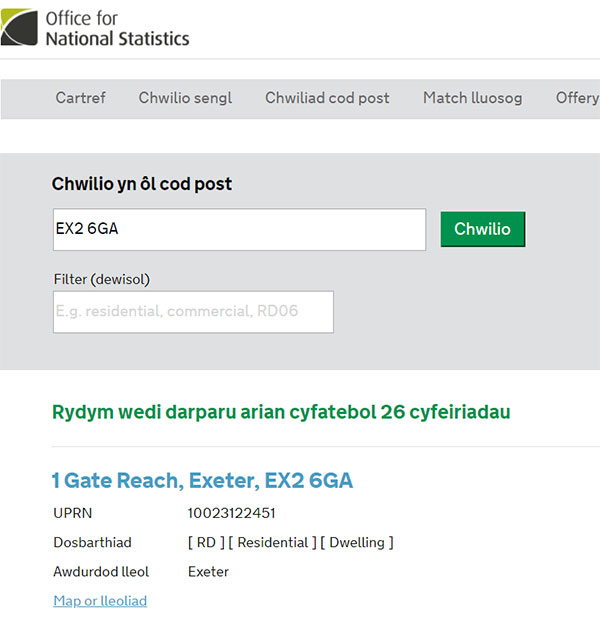 Office for
National Statistics
Cartref Chwilio sengl Chwiliad cod post Match lluosog Offery
Chwilio yn ôl cod post
EX2 6GA Chwilio
Filter (dewisol)
E.g. residential, commercial, RD06
Rydym wedi darparu arian cyfatebol 26 cyfeiriadau
1 Gate Reach, Exeter, EX2 6GA
UPRN 10023122451
Dosbarthiad [ RD ] [ Residential ] [ Dwelling ]
Awdurdod lleol Exeter
Map or lleoliad